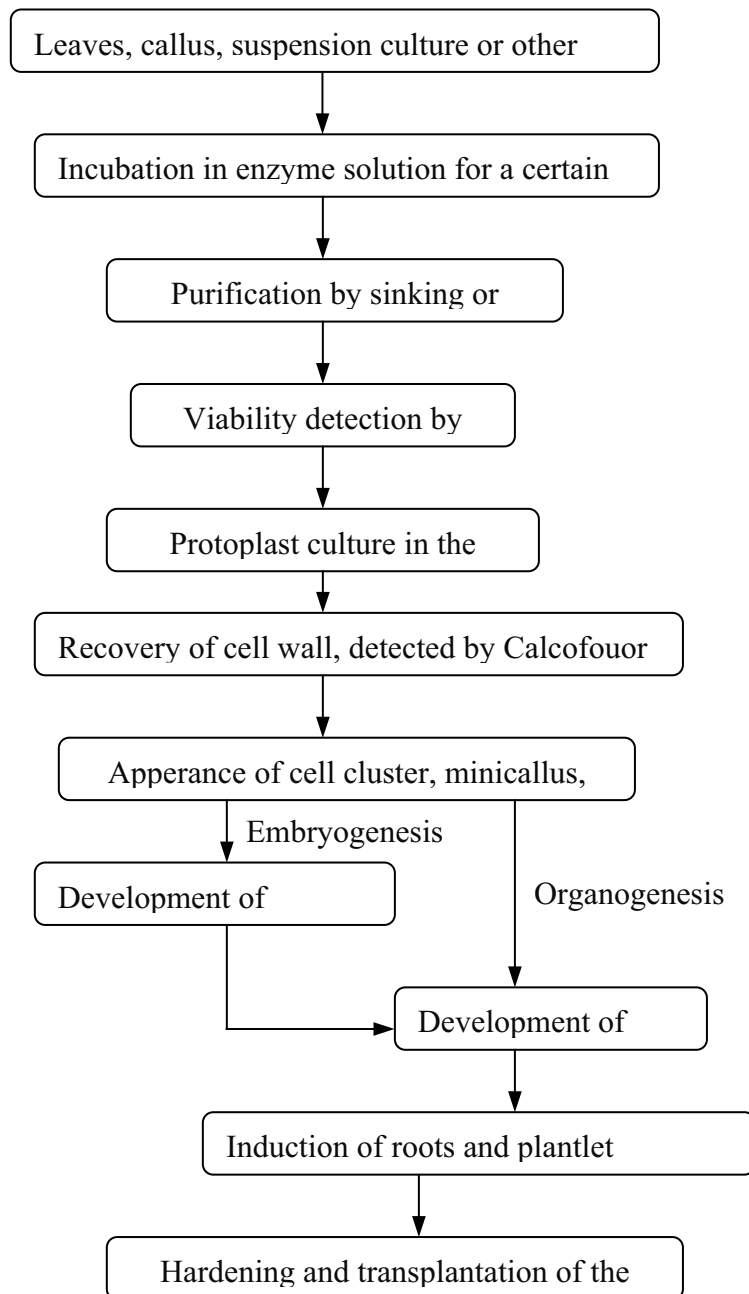 Leaves, callus, suspension culture or other
Incubation in enzyme solution for a certain
Purification by sinking or
Viability detection by
Protoplast culture in the
Recovery of cell wall, detected by Calcofouor
Apperance of cell cluster, minicallus,
Embryogenesis
Development of
Organogenesis
Development of
Induction of roots and plantlet
Hardening and transplantation of the